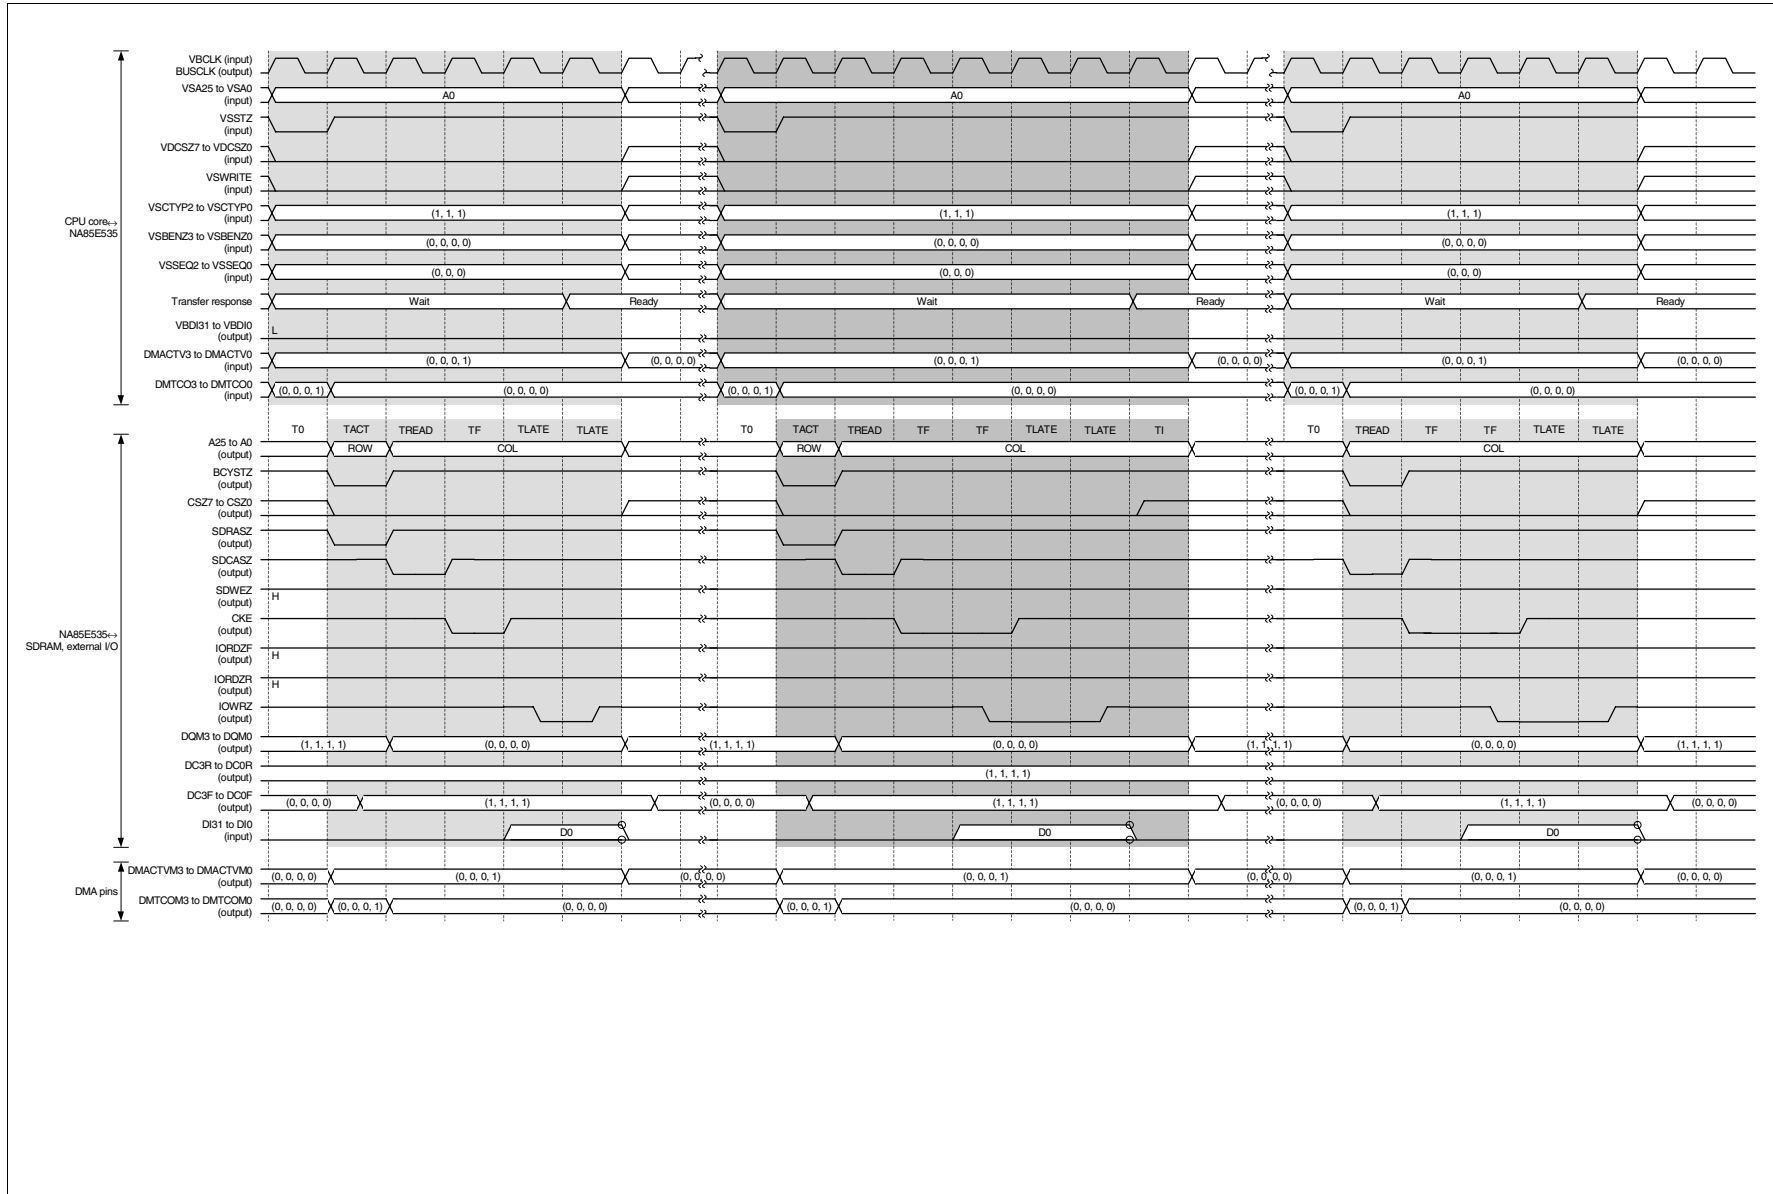 VBCLK (input)
BUSCLK (output)
VSA25 to VSA0
(input)
A0 A0 A0
VSSTZ
(input)
VDCSZ7 to VDCSZ0
(input)
VSWRITE
(input)
VSCTYP2 to VSCTYP0
(input)
(1, 1, 1) (1, 1, 1) (1, 1, 1)
CPU core↔
NA85E535
VSBENZ3 to VSBENZ0
(input)
(0, 0, 0, 0) (0, 0, 0, 0) (0, 0, 0, 0)
VSSEQ2 to VSSEQ0
(input)
(0, 0, 0) (0, 0, 0) (0, 0, 0)
Transfer response Wait Ready Wait Ready Wait Ready
VBDI31 to VBDI0
(output)
L
DMACTV3 to DMACTV0
(input)
(0, 0, 0, 1) (0, 0, 0, 0) (0, 0, 0, 1) (0, 0, 0, 0) (0, 0, 0, 1) (0, 0, 0, 0)
DMTCO3 to DMTCO0
(input)
(0, 0, 0, 1) (0, 0, 0, 0) (0, 0, 0, 1) (0, 0, 0, 0) (0, 0, 0, 1) (0, 0, 0, 0)
T0 TACT TREAD TF TLATE TLATE T0 TACT TREAD TF TF TLATE TLATE TI T0 TREAD TF TF TLATE TLATE
A25 to A0
(output)
ROW COL ROW COL COL
BCYSTZ
(output)
CSZ7 to CSZ0
(output)
SDRASZ
(output)
SDCASZ
(output)
SDWEZ
(output)
H
CKE
(output)
NA85E535↔
SDRAM, external I/O
IORDZF
(output)
H
IORDZR
(output)
H
IOWRZ
(output)
DQM3 to DQM0
(output)
(1, 1, 1, 1) (0, 0, 0, 0) (1, 1, 1, 1) (0, 0, 0, 0) (1, 1, 1, 1) (0, 0, 0, 0) (1, 1, 1, 1)
DC3R to DC0R
(output)
(1, 1, 1, 1)
DC3F to DC0F
(output)
(0, 0, 0, 0) (1, 1, 1, 1) (0, 0, 0, 0) (1, 1, 1, 1) (0, 0, 0, 0) (1, 1, 1, 1) (0, 0, 0, 0)
DI31 to DI0
(input)
D0 D0 D0
DMA pins
DMACTVM3 to DMACTVM0
(output)
(0, 0, 0, 0) (0, 0, 0, 1) (0, 0, 0, 0) (0, 0, 0, 1) (0, 0, 0, 0) (0, 0, 0, 1) (0, 0, 0, 0)
DMTCOM3 to DMTCOM0
(output)
(0, 0, 0, 0) (0, 0, 0, 1) (0, 0, 0, 0) (0, 0, 0, 1) (0, 0, 0, 0) (0, 0, 0, 1) (0, 0, 0, 0)